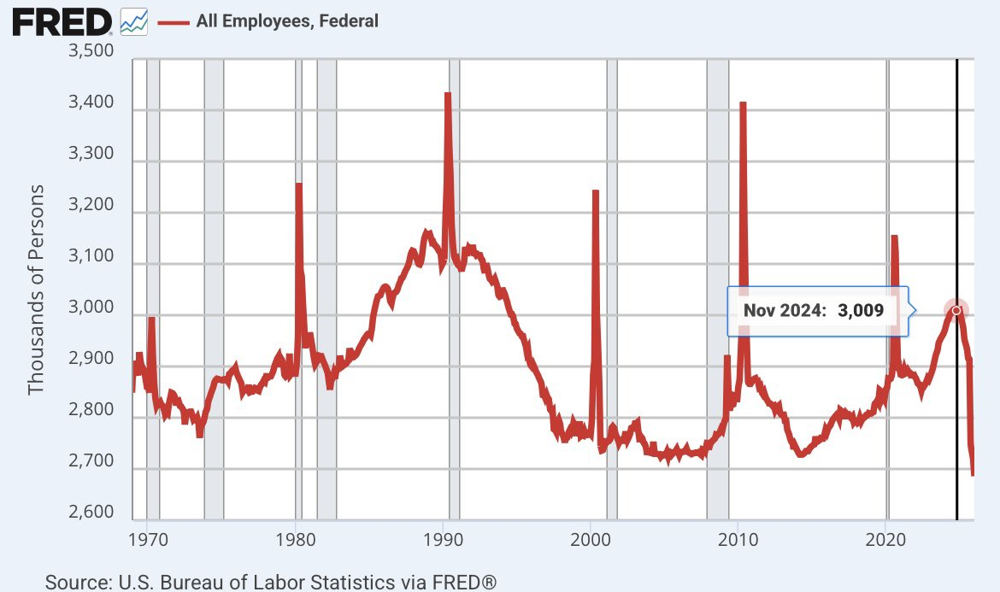 FRED All Employees, Federal
3,500
3,400
3,300
3,200
3,100
3,000
2,900
2,800
2,700
2,600
Thousands of Persons
Nov 2024: 3,009
1970 1980 1990 2000 2010 2020
Source: U.S. Bureau of Labor Statistics via FRED®